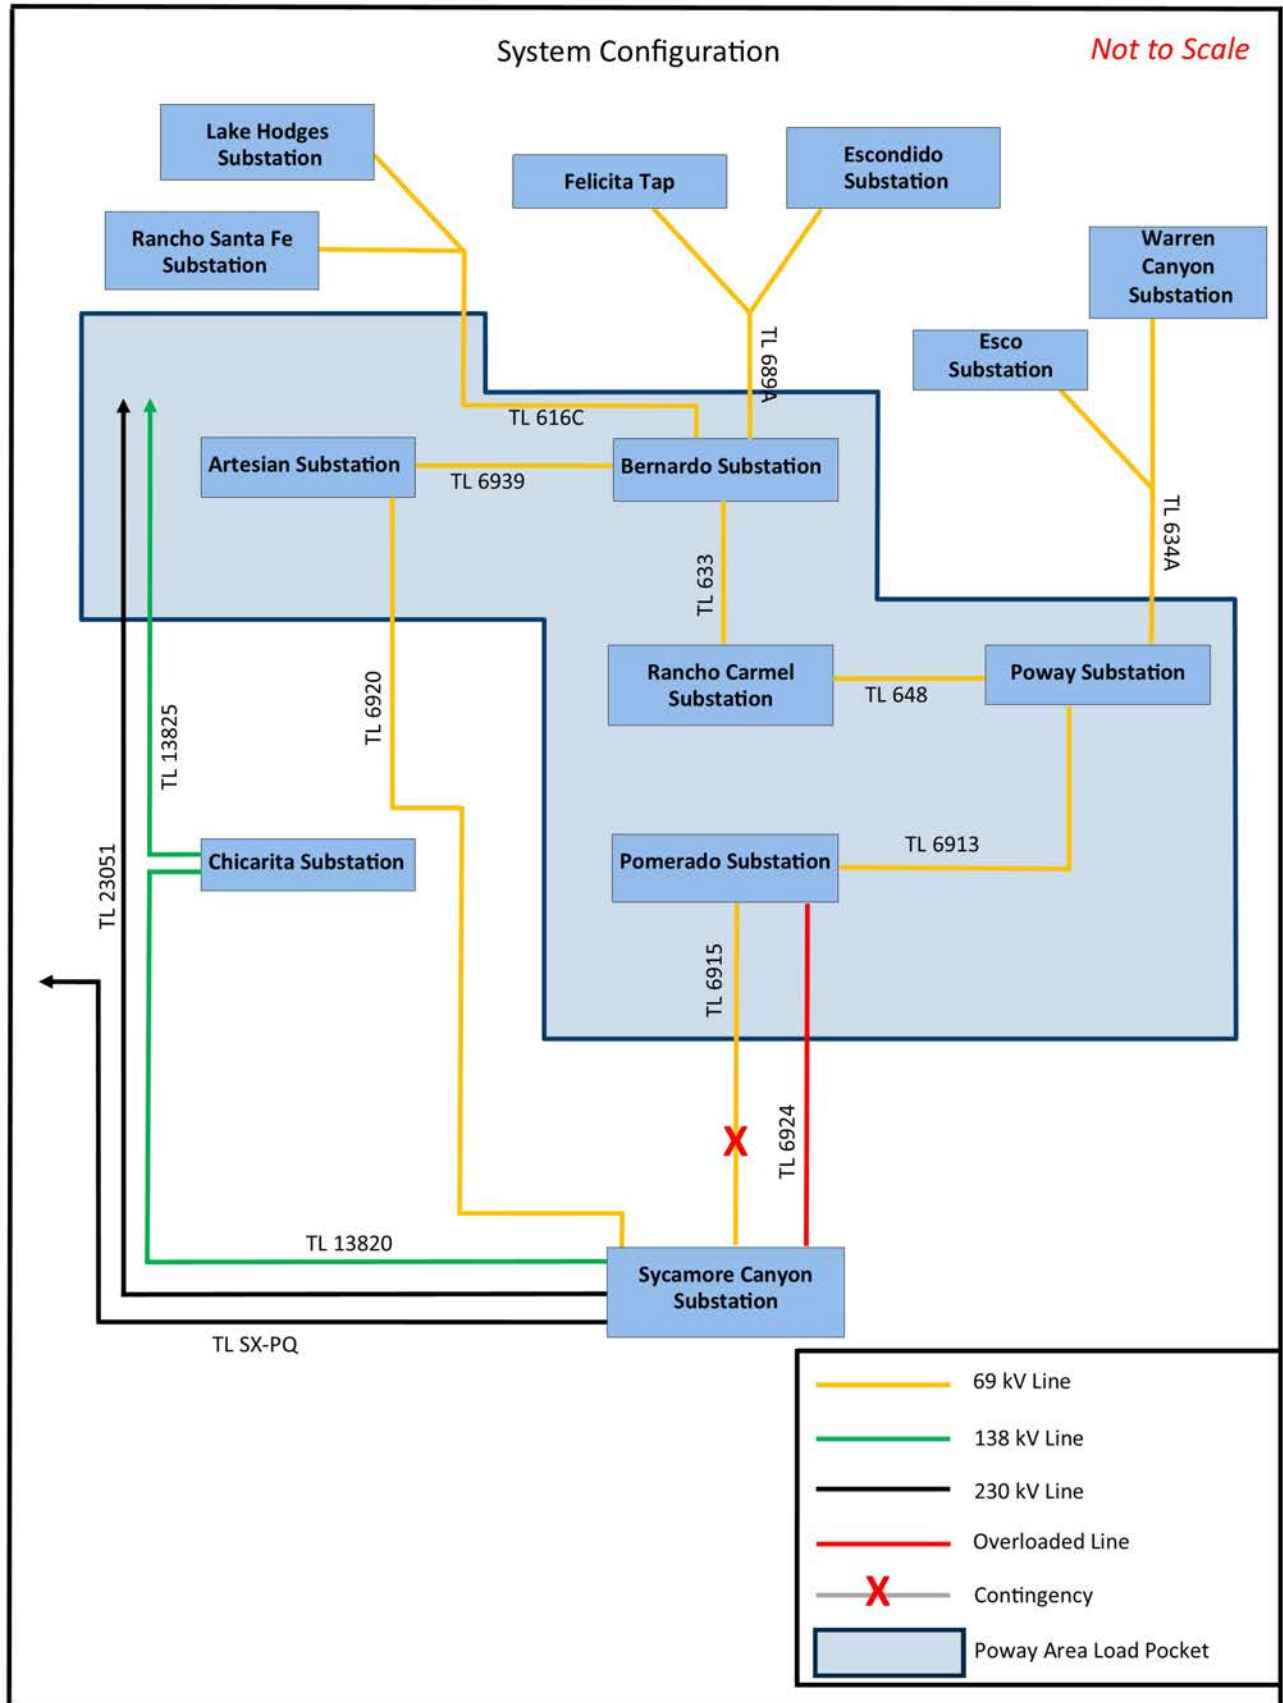 System Configuration
Not to Scale
Lake Hodges
Substation
Felicita Tap
Escondido
Substation
Rancho Santa Fe
Substation
Warren
Canyon
Substation
Esco
Substation
TL 689A
TL 616C
Artesian Substation
TL 6939
Bernardo Substation
TL 634A
TL 633
Rancho Carmel
Substation
TL 648
Poway Substation
TL 6920
TL 13825
Chicarita Substation
Pomerado Substation
TL 6913
TL 23051
TL 6915
X
TL 6924
TL 13820
Sycamore Canyon
Substation
TL SX-PQ
69 kV Line
138 kV Line
230 kV Line
Overloaded Line
X
Contingency
Poway Area Load Pocket